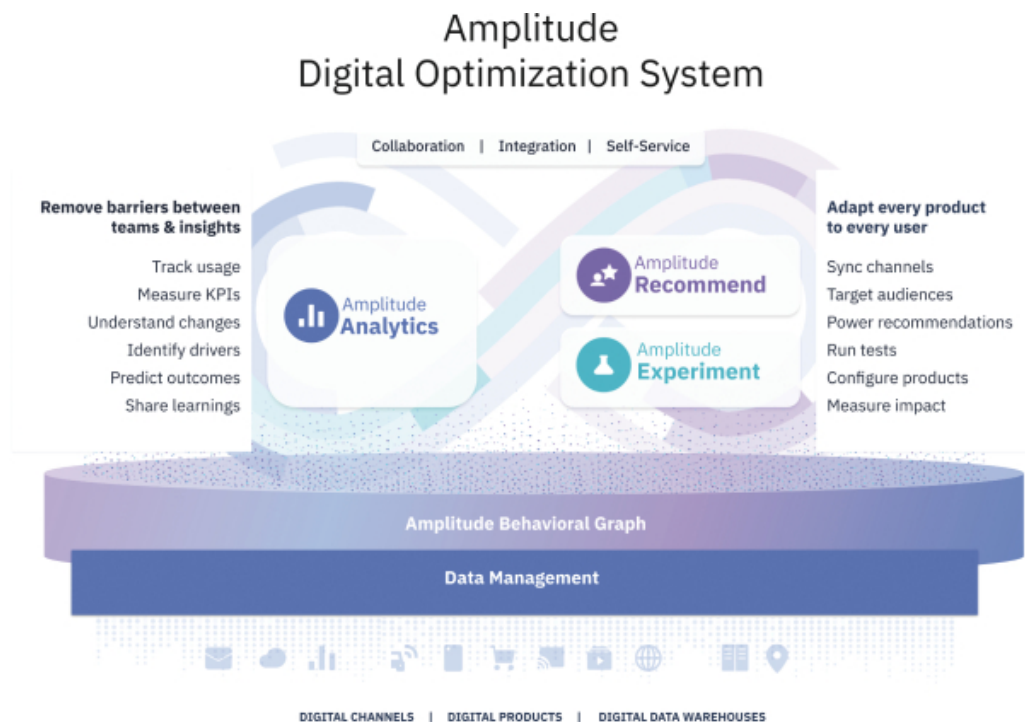 Amplitude
Digital Optimization System
Collaboration | Integration | Self-Service
Remove barriers between
teams & insights
Track usage
Measure KPIs
Understand changes
Identify drivers
Predict outcomes
Share learnings
Amplitude
Analytics
Amplitude
Recommend
Amplitude
Experiment
Adapt every product
to every user
Sync channels
Target audiences
Power recommendations
Run tests
Configure products
Measure impact
Amplitude Behavioral Graph
Data Management
DIGITAL CHANNELS | DIGITAL PRODUCTS | DIGITAL DATA WAREHOUSES